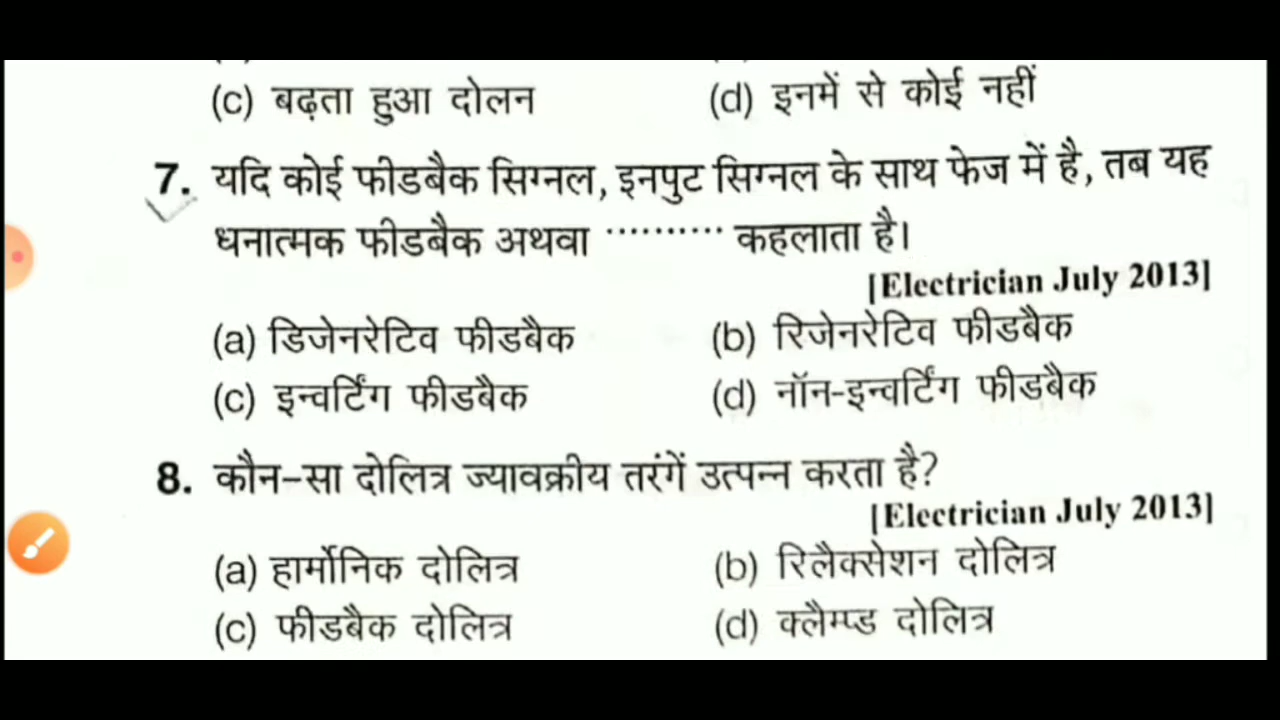 (c) बढ़ता हुआ दोलन (d) इनमें से कोई नहीं
7. यदि कोई फीडबैक सिग्नल, इनपुट सिग्नल के साथ फेज में है, तब यह
धनात्मक फीडबैक अथवा ·········· कहलाता है।
[Electrician July 2013]
(a) डिजेनरेटिव फीडबैक (b) रिजेनरेटिव फीडबैक
(c) इन्वर्टिंग फीडबैक (d) नॉन-इन्वर्टिंग फीडबैक
8. कौन-सा दोलित्र ज्यावक्रीय तरंगें उत्पन्न करता है?
[Electrician July 2013]
(a) हार्मोनिक दोलित्र (b) रिलैक्सेशन दोलित्र
(c) फीडबैक दोलित्र (d) क्लैम्प्ड दोलित्र